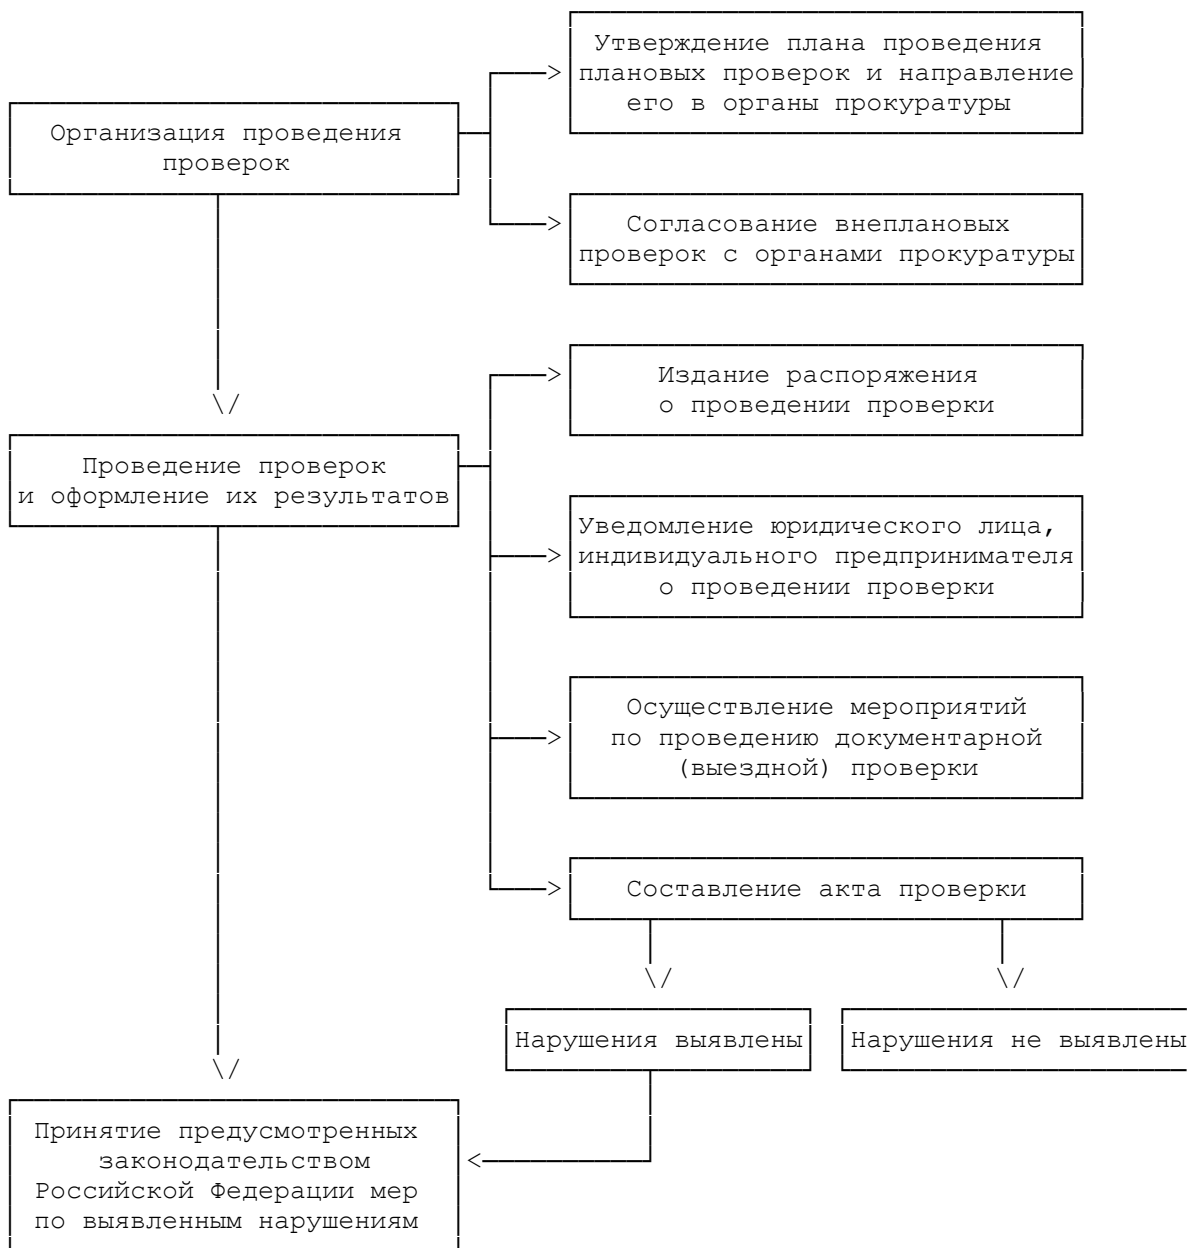 Утверждение плана проведения
плановых проверок и направление
его в органы прокуратуры
Организация проведения
проверок
Согласование внеплановых
проверок с органами прокуратуры
Издание распоряжения
о проведении проверки
Проведение проверок
и оформление их результатов
Уведомление юридического лица,
индивидуального предпринимателя
о проведении проверки
Осуществление мероприятий
по проведению документарной
(выездной) проверки
Составление акта проверки
Нарушения выявлены
Нарушения не выявлены
Принятие предусмотренных
законодательством
Российской Федерации мер
по выявленным нарушениям